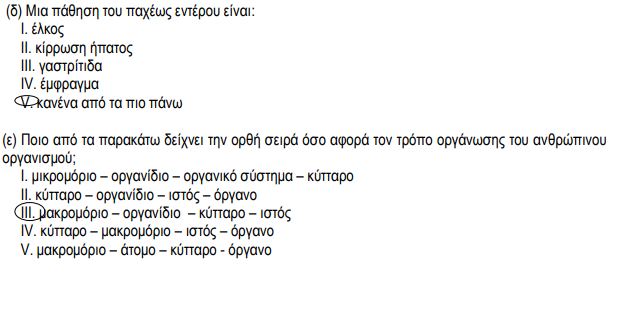 (δ) Μια πάθηση του παχέως εντέρου είναι:
I. έλκος
II. κίρρωση ήπατος
III. γαστρίτιδα
IV. έμφραγμα
V. κανένα από τα πιο πάνω
(ε) Ποιο από τα παρακάτω δείχνει την ορθή σειρά όσο αφορά τον τρόπο οργάνωσης του ανθρώπινου
οργανισμού;
I. μικρομόριο – οργανίδιο – οργανικό σύστημα – κύτταρο
II. κύτταρο – οργανίδιο – ιστός – όργανο
III. μακρομόριο – οργανίδιο – κύτταρο – ιστός
IV. κύτταρο – μακρομόριο – ιστός – όργανο
V. μακρομόριο – άτομο – κύτταρο - όργανο